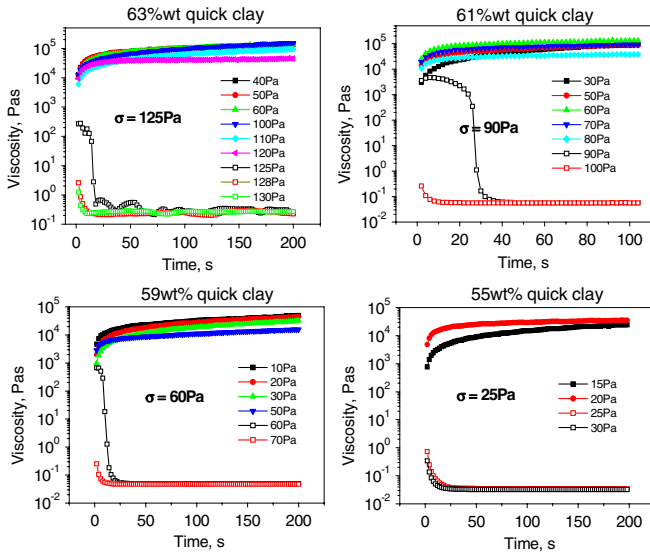 63%wt quick clay
Viscosity, Pas
10^5
10^4
10^3
10^2
10^1
10^0
10^-1
σ = 125Pa
40Pa
50Pa
60Pa
100Pa
110Pa
120Pa
125Pa
128Pa
130Pa
0 50 100 150 200
Time, s
61%wt quick clay
Viscosity, Pas
10^5
10^4
10^3
10^2
10^1
10^0
10^-1
10^-2
σ = 90Pa
30Pa
50Pa
60Pa
70Pa
80Pa
90Pa
100Pa
0 20 40 60 80 100
Time, s
59wt% quick clay
Viscosity, Pas
10^5
10^4
10^3
10^2
10^1
10^0
10^-1
10^-2
σ = 60Pa
10Pa
20Pa
30Pa
50Pa
60Pa
70Pa
0 50 100 150 200
Time, s
55wt% quick clay
Viscosity, Pas
10^5
10^4
10^3
10^2
10^1
10^0
10^-1
10^-2
σ = 25Pa
15Pa
20Pa
25Pa
30Pa
0 50 100 150 200
Time, s